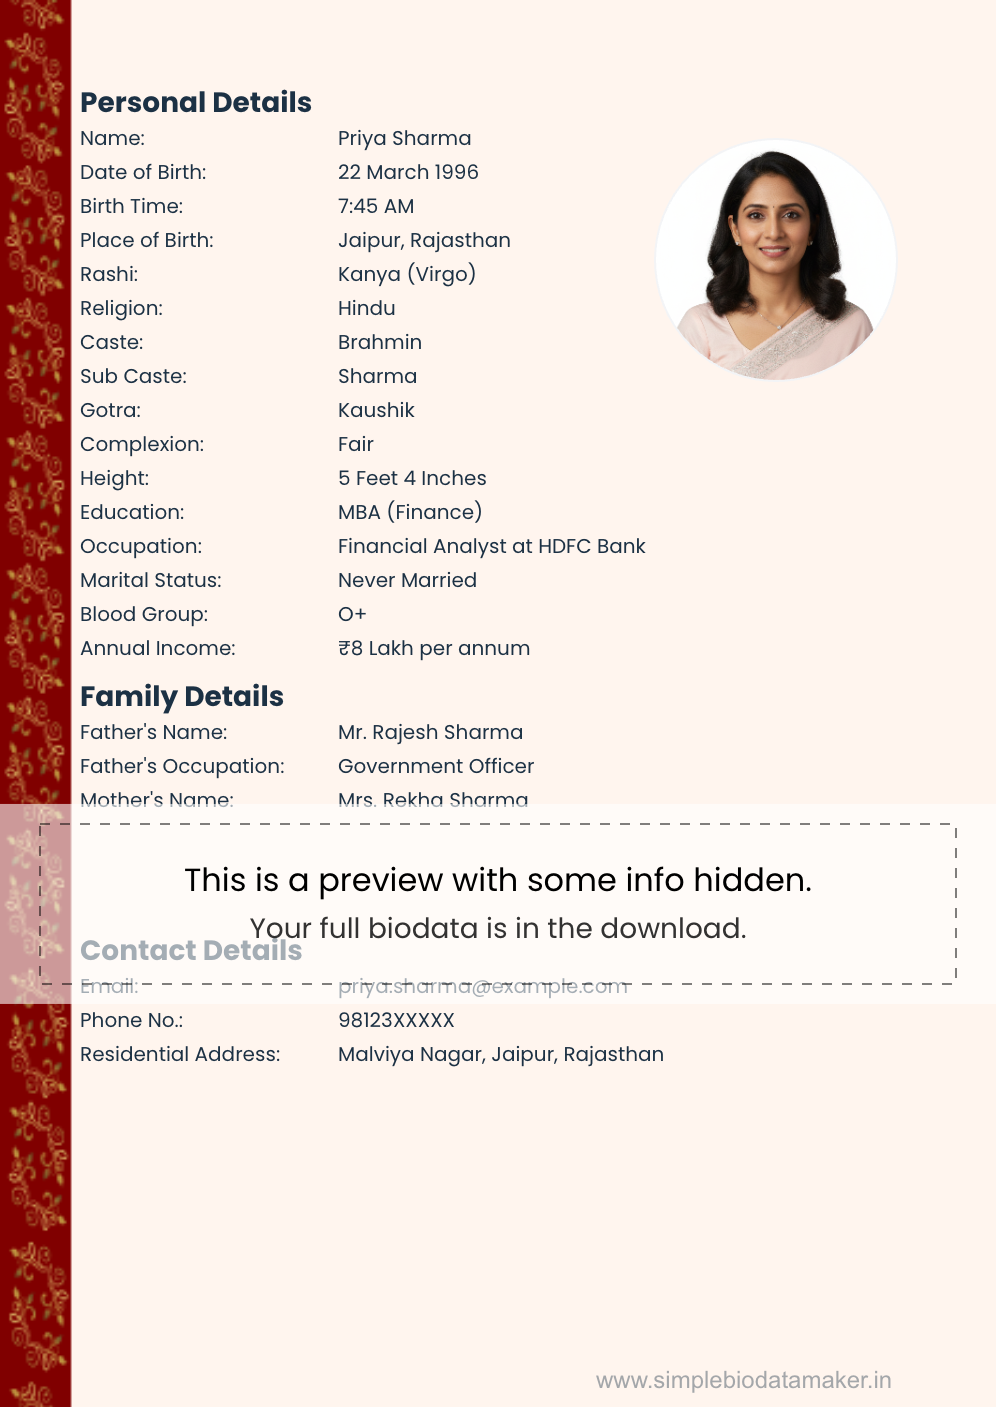 Personal Details
Name: Priya Sharma
Date of Birth: 22 March 1996
Birth Time: 7:45 AM
Place of Birth: Jaipur, Rajasthan
Rashi: Kanya (Virgo)
Religion: Hindu
Caste: Brahmin
Sub Caste: Sharma
Gotra: Kaushik
Complexion: Fair
Height: 5 Feet 4 Inches
Education: MBA (Finance)
Occupation: Financial Analyst at HDFC Bank
Marital Status: Never Married
Blood Group: O+
Annual Income: ₹8 Lakh per annum
Family Details
Father's Name: Mr. Rajesh Sharma
Father's Occupation: Government Officer
Mother's Name: Mrs. Rekha Sharma
This is a preview with some info hidden.
Your full biodata is in the download.
Contact Details
Email: priya.sharma@example.com
Phone No.: 98123XXXXX
Residential Address: Malviya Nagar, Jaipur, Rajasthan
www.simplebiodatamaker.in